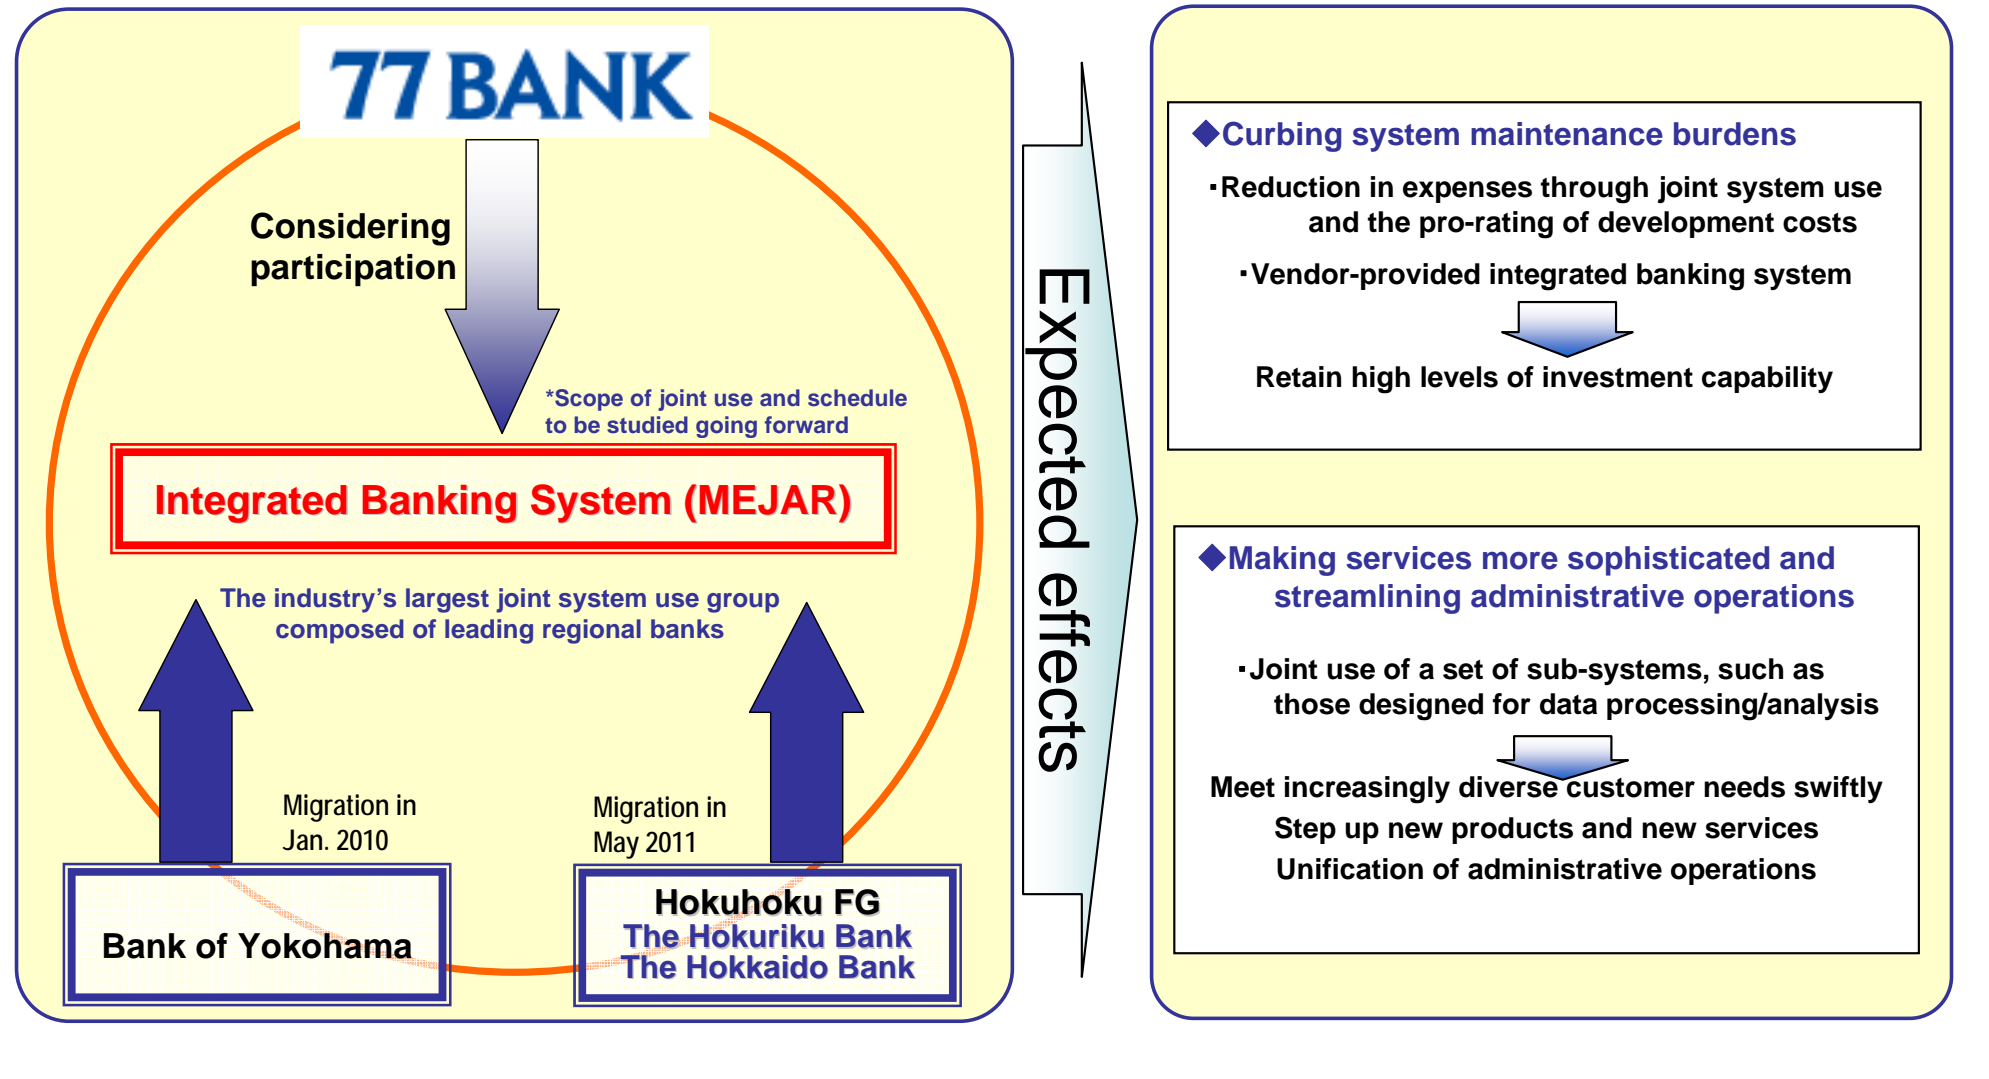 77 BANK
Considering
participation
*Scope of joint use and schedule
to be studied going forward
Integrated Banking System (MEJAR)
The industry’s largest joint system use group
composed of leading regional banks
Migration in
Jan. 2010
Migration in
May 2011
Bank of Yokohama
Hokuhoku FG
The Hokuriku Bank
The Hokkaido Bank
Expected effects
◆Curbing system maintenance burdens
・Reduction in expenses through joint system use
and the pro-rating of development costs
・Vendor-provided integrated banking system
Retain high levels of investment capability
◆Making services more sophisticated and
streamlining administrative operations
・Joint use of a set of sub-systems, such as
those designed for data processing/analysis
Meet increasingly diverse customer needs swiftly
Step up new products and new services
Unification of administrative operations